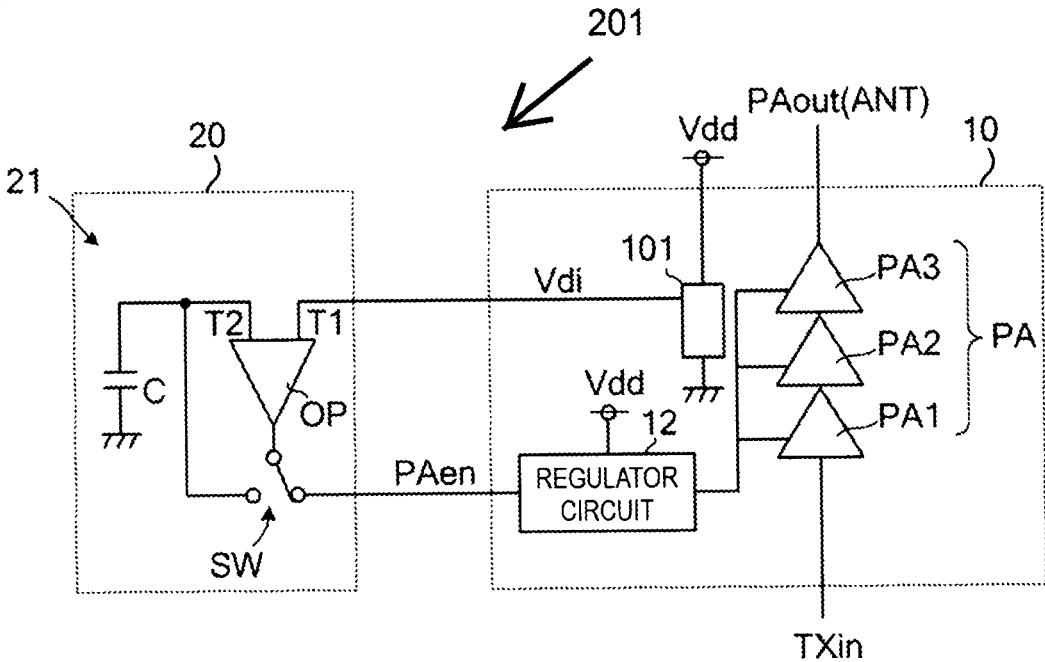 201
PAout(ANT)
20
Vdd
10
21
101
PA3
Vdi
T2
T1
PA2
PA
C
OP
Vdd
12
PA1
PAen
REGULATOR
CIRCUIT
SW
TXin